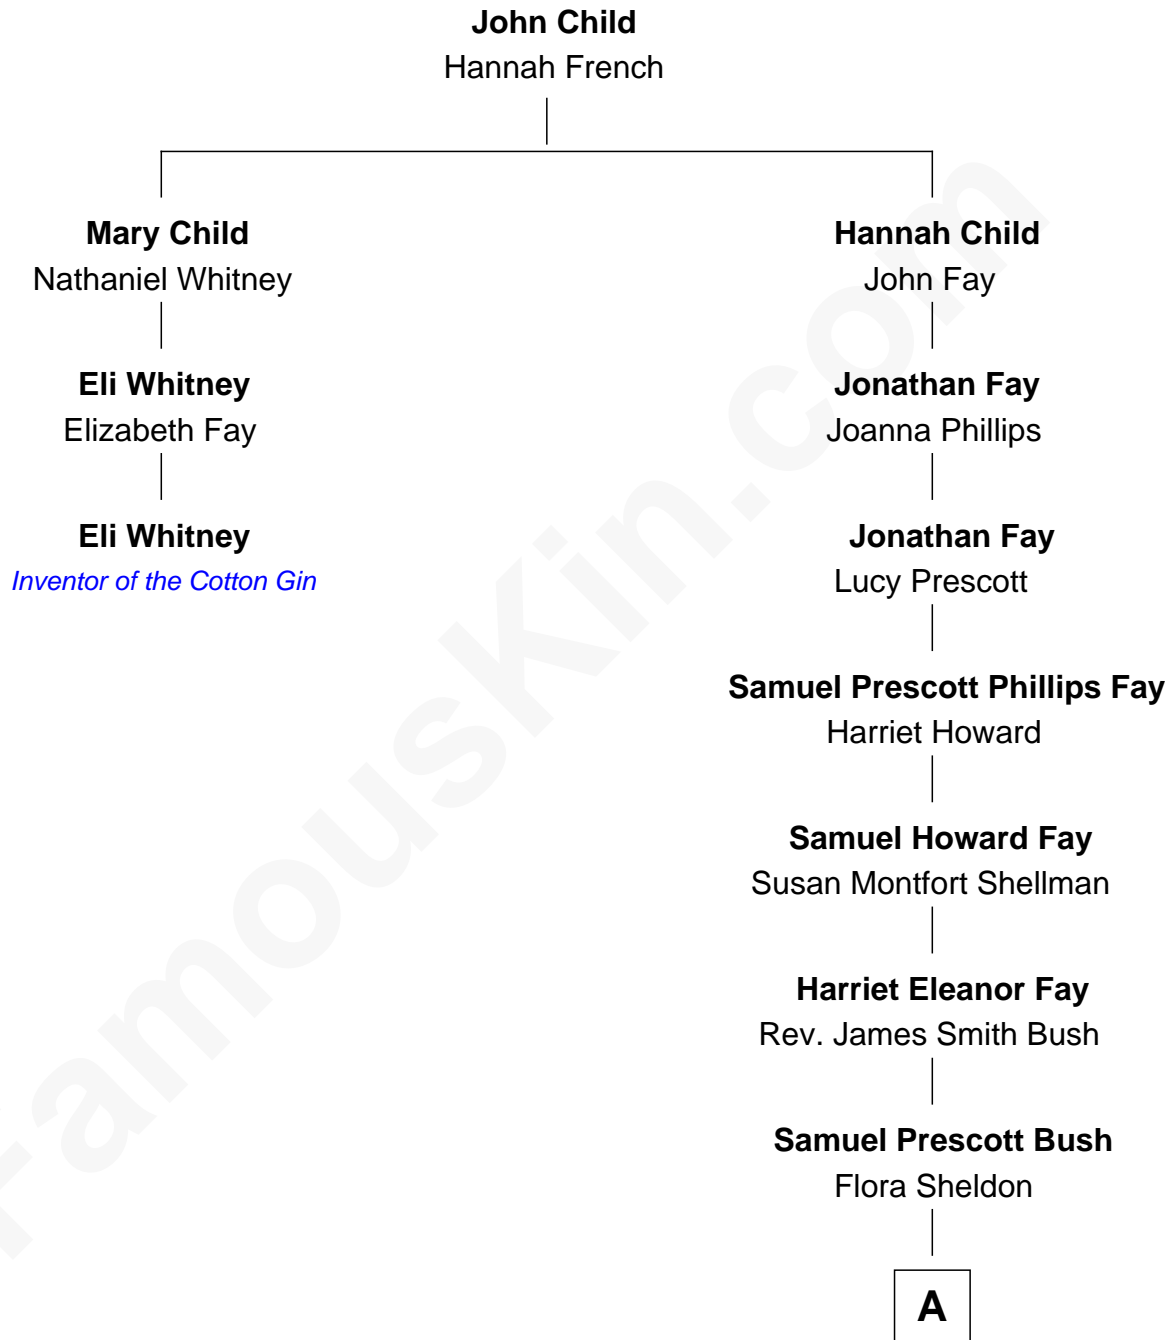 John Child
Hannah French
Mary Child
Nathaniel Whitney
Hannah Child
John Fay
Eli Whitney
Elizabeth Fay
Jonathan Fay
Joanna Phillips
Eli Whitney
Inventor of the Cotton Gin
Jonathan Fay
Lucy Prescott
Samuel Prescott Phillips Fay
Harriet Howard
Samuel Howard Fay
Susan Montfort Shellman
Harriet Eleanor Fay
Rev. James Smith Bush
Samuel Prescott Bush
Flora Sheldon
A
FamousKin.com